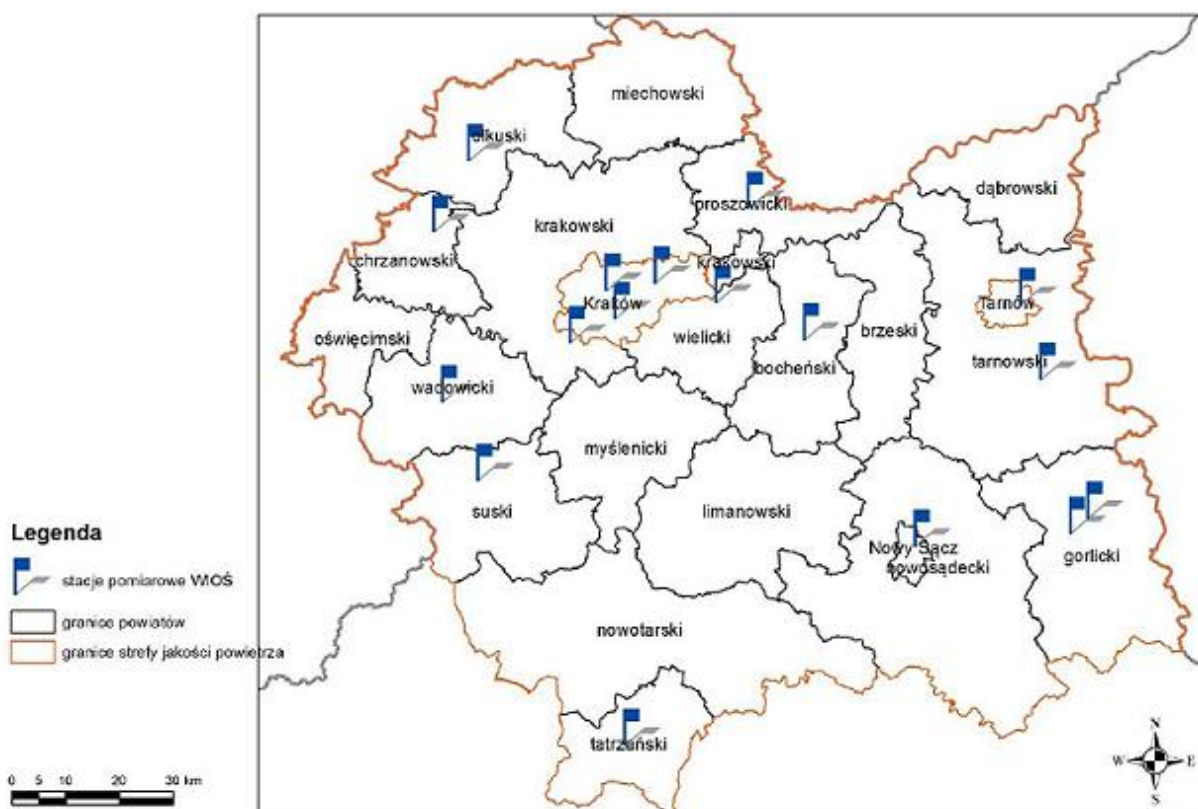 miechowski
olkuski
dąbrowski
proszowicki
krakowski
krakowski
chrzanowski
Kraków
Tarnów
oświęcimski
wielicki
brzeski
bocheński
tarnowski
wadowicki
myślenicki
suski
limanowski
Nowy Sącz
nowosądecki
gorlicki
nowotarski
tatrzański
Legenda
stacje pomiarowe WIOŚ
granice powiatów
granice strefy jakości powietrza
0 5 10 20 30 km
N
W E
S